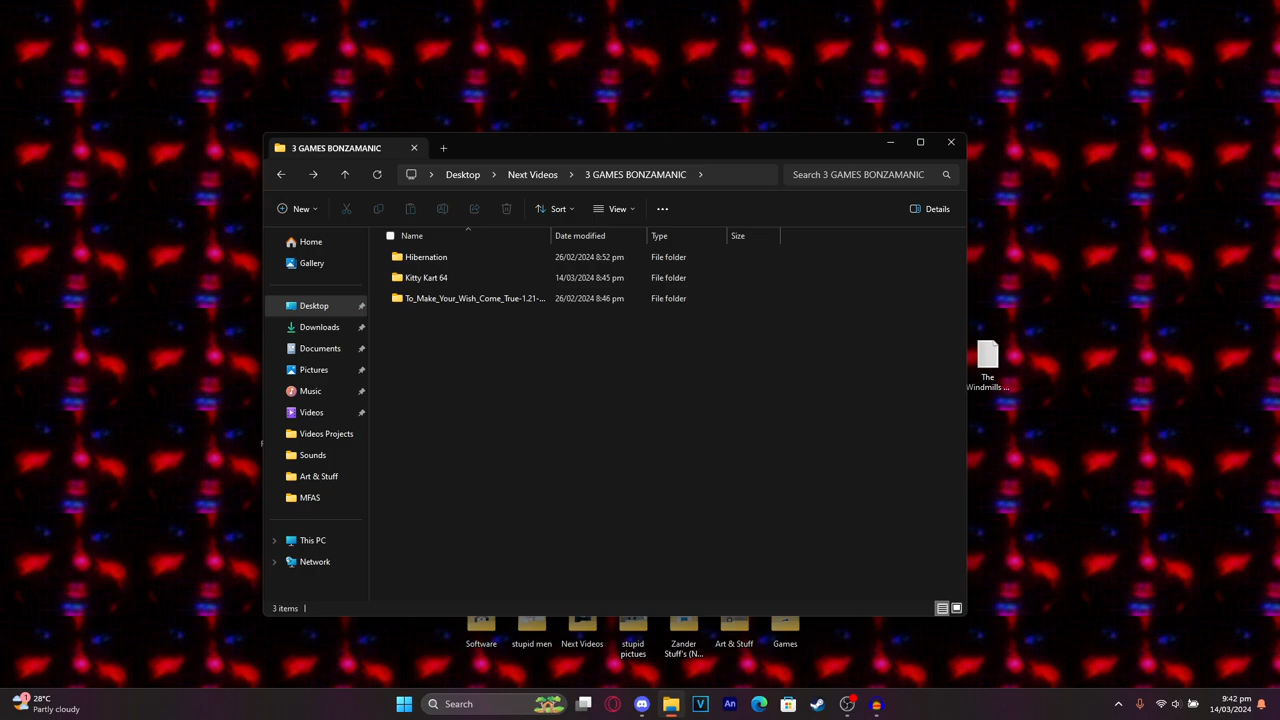 3 GAMES BONZAMANIC
Desktop Next Videos 3 GAMES BONZAMANIC
Search 3 GAMES BONZAMANIC
New Sort View Details
Name Date modified Type Size
Hibernation 26/02/2024 8:52 pm File folder
Kitty Kart 64 14/03/2024 8:45 pm File folder
To_Make_Your_Wish_Come_True-1.21-... 26/02/2024 8:46 pm File folder
Home
Gallery
Desktop
Downloads
Documents
Pictures
Music
Videos
Videos Projects
Sounds
Art & Stuff
MFAS
This PC
Network
3 items
The
Windmills ...
Software
stupid men
Next Videos
stupid
pictues
Zander
Stuff's (N...
Art & Stuff
Games
1
28°C
Partly cloudy
Search
V
An
9:42 pm
14/03/2024